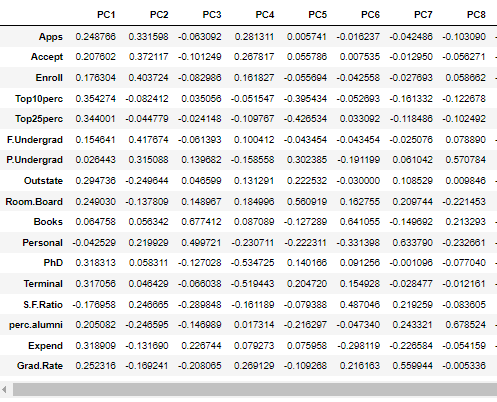 PC1 PC2 PC3 PC4 PC5 PC6 PC7 PC8
Apps 0.248766 0.331598 -0.063092 0.281311 0.005741 -0.016237 -0.042486 -0.103090
Accept 0.207602 0.372117 -0.101249 0.267817 0.055786 0.007535 -0.012950 -0.056271
Enroll 0.176304 0.403724 -0.082986 0.161827 -0.055694 -0.042558 -0.027693 0.058662
Top10perc 0.354274 -0.082412 0.035056 -0.051547 -0.395434 -0.052693 -0.161332 -0.122678
Top25perc 0.344001 -0.044779 -0.024148 -0.109767 -0.426534 0.033092 -0.118486 -0.102492
F.Undergrad 0.154641 0.417674 -0.061393 0.100412 -0.043454 -0.043454 -0.025076 0.078890
P.Undergrad 0.026443 0.315088 0.139682 -0.158558 0.302385 -0.191199 0.061042 0.570784
Outstate 0.294736 -0.249644 0.046599 0.131291 0.222532 -0.030000 0.108529 0.009846
Room.Board 0.249030 -0.137809 0.148967 0.184996 0.560919 0.162755 0.209744 -0.221453
Books 0.064758 0.056342 0.677412 0.087089 -0.127289 0.641055 -0.149692 0.213293
Personal -0.042529 0.219929 0.499721 -0.230711 -0.222311 -0.331398 0.633790 -0.232661
PhD 0.318313 0.058311 -0.127028 -0.534725 0.140166 0.091256 -0.001096 -0.077040
Terminal 0.317056 0.046429 -0.066038 -0.519443 0.204720 0.154928 -0.028477 -0.012161
S.F.Ratio -0.176958 0.246665 -0.289848 -0.161189 -0.079388 0.487046 0.219259 -0.083605
perc.alumni 0.205082 -0.246595 -0.146989 0.017314 -0.216297 -0.047340 0.243321 0.678524
Expend 0.318909 -0.131690 0.226744 0.079273 0.075958 -0.298119 -0.226584 -0.054159
Grad.Rate 0.252316 -0.169241 -0.208065 0.269129 -0.109268 0.216163 0.559944 -0.005336